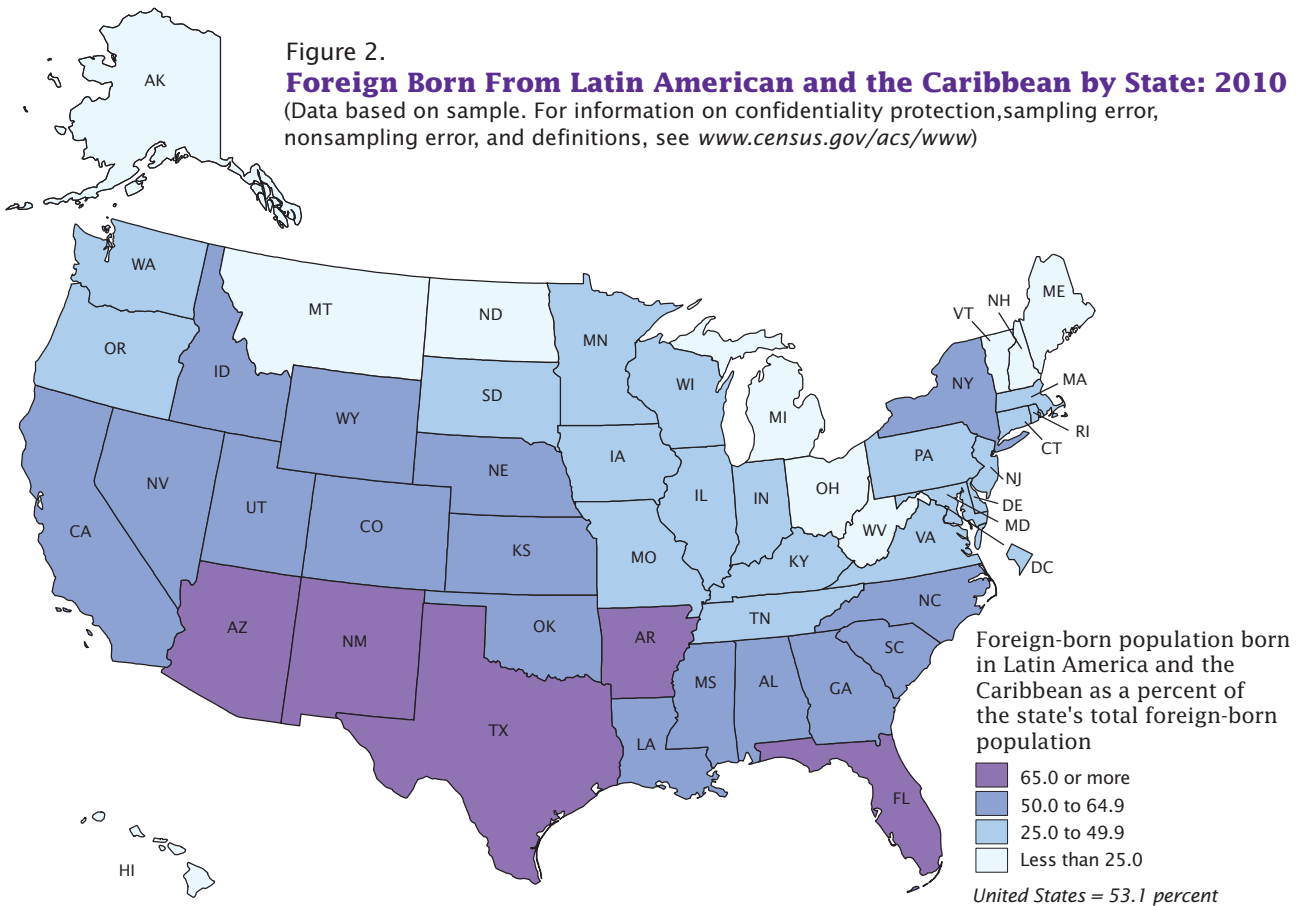 Figure 2.
Foreign Born From Latin American and the Caribbean by State: 2010
(Data based on sample. For information on confidentiality protection,sampling error,
nonsampling error, and definitions, see www.census.gov/acs/www)
AK
WA
MT
ND
MN
ME
VT
NH
OR
ID
SD
WI
MI
NY
MA
RI
CT
WY
NE
IA
PA
NJ
NV
UT
CO
IL
IN
OH
DE
MD
CA
KS
MO
KY
WV
VA
DC
AZ
NM
OK
AR
TN
NC
SC
MS
AL
GA
TX
LA
FL
HI
Foreign-born population born
in Latin America and the
Caribbean as a percent of
the state's total foreign-born
population
65.0 or more
50.0 to 64.9
25.0 to 49.9
Less than 25.0
United States = 53.1 percent